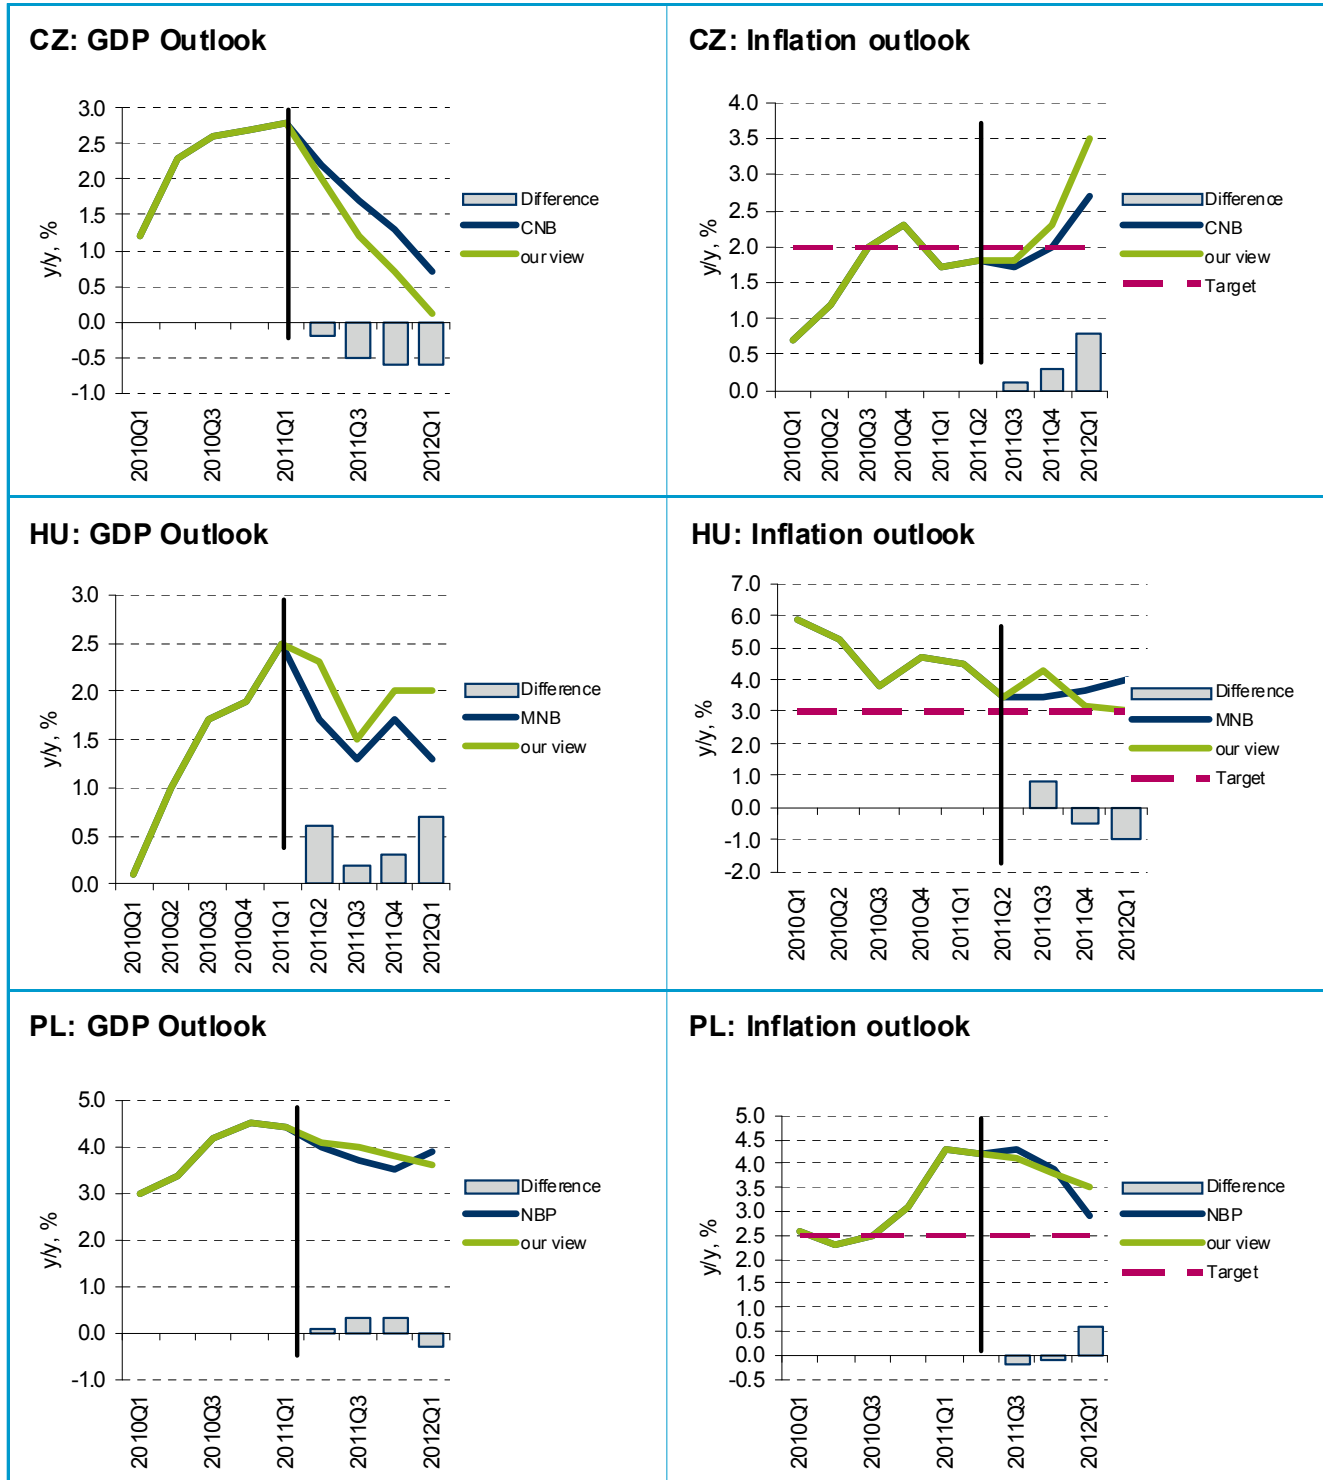 CZ: GDP Outlook
3.0
2.5
2.0
1.5
1.0
0.5
0.0
-0.5
-1.0
y/y, %
2010Q1
2010Q3
2011Q1
2011Q3
2012Q1
Difference
CNB
our view
CZ: Inflation outlook
4.0
3.5
3.0
2.5
2.0
1.5
1.0
0.5
0.0
y/y, %
2010Q1
2010Q2
2010Q3
2010Q4
2011Q1
2011Q2
2011Q3
2011Q4
2012Q1
Difference
CNB
our view
Target
HU: GDP Outlook
3.0
2.5
2.0
1.5
1.0
0.5
0.0
y/y, %
2010Q1
2010Q2
2010Q3
2010Q4
2011Q1
2011Q2
2011Q3
2011Q4
2012Q1
Difference
MNB
our view
HU: Inflation outlook
7.0
6.0
5.0
4.0
3.0
2.0
1.0
0.0
-1.0
-2.0
y/y, %
2010Q1
2010Q2
2010Q3
2010Q4
2011Q1
2011Q2
2011Q3
2011Q4
2012Q1
Difference
MNB
our view
Target
PL: GDP Outlook
5.0
4.0
3.0
2.0
1.0
0.0
-1.0
y/y, %
2010Q1
2010Q3
2011Q1
2011Q3
2012Q1
Difference
NBP
our view
PL: Inflation outlook
5.0
4.5
4.0
3.5
3.0
2.5
2.0
1.5
1.0
0.5
0.0
-0.5
y/y, %
2010Q1
2010Q3
2011Q1
2011Q3
2012Q1
Difference
NBP
our view
Target